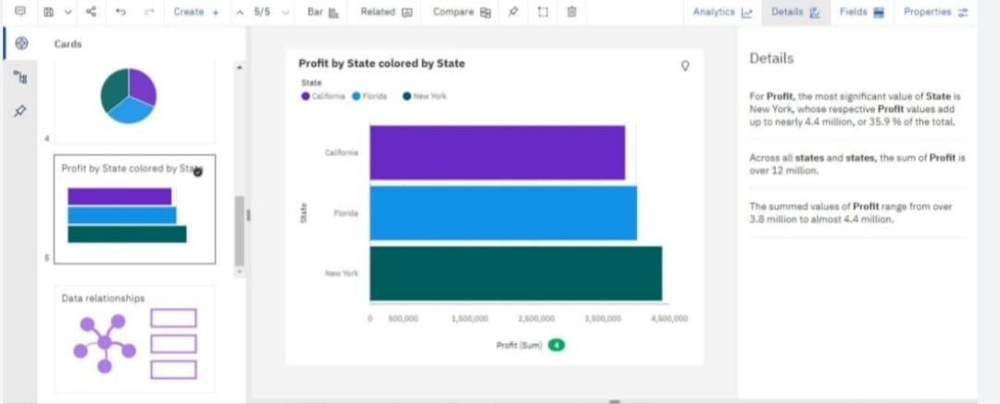 Create +
5/5
Bar
Related
Compare
Analytics
Details
Fields
Properties
Cards
4
Profit by State colored by State
5
Data relationships
Profit by State colored by State
State
California
Florida
New York
State
California
Florida
New York
0
500,000
1,500,000
2,500,000
3,500,000
4,500,000
Profit (Sum)
4
Details
For Profit, the most significant value of State is
New York, whose respective Profit values add
up to nearly 4.4 million, or 35.9 % of the total.
Across all states and states, the sum of Profit is
over 12 million.
The summed values of Profit range from over
3.8 million to almost 4.4 million.